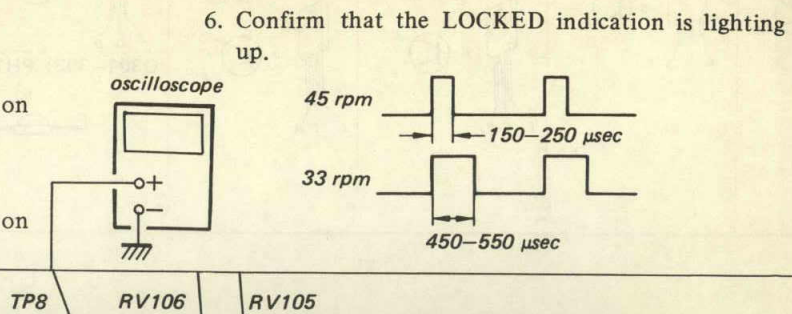 6. Confirm that the LOCKED indication is lighting
up.
on
oscilloscope
45 rpm
150–250 μsec
33 rpm
on
+
–
450–550 μsec
TP8 RV106 RV105